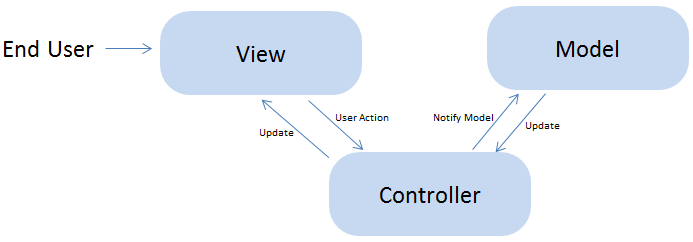 End User
View
Model
User Action
Notify Model
Update
Update
Controller